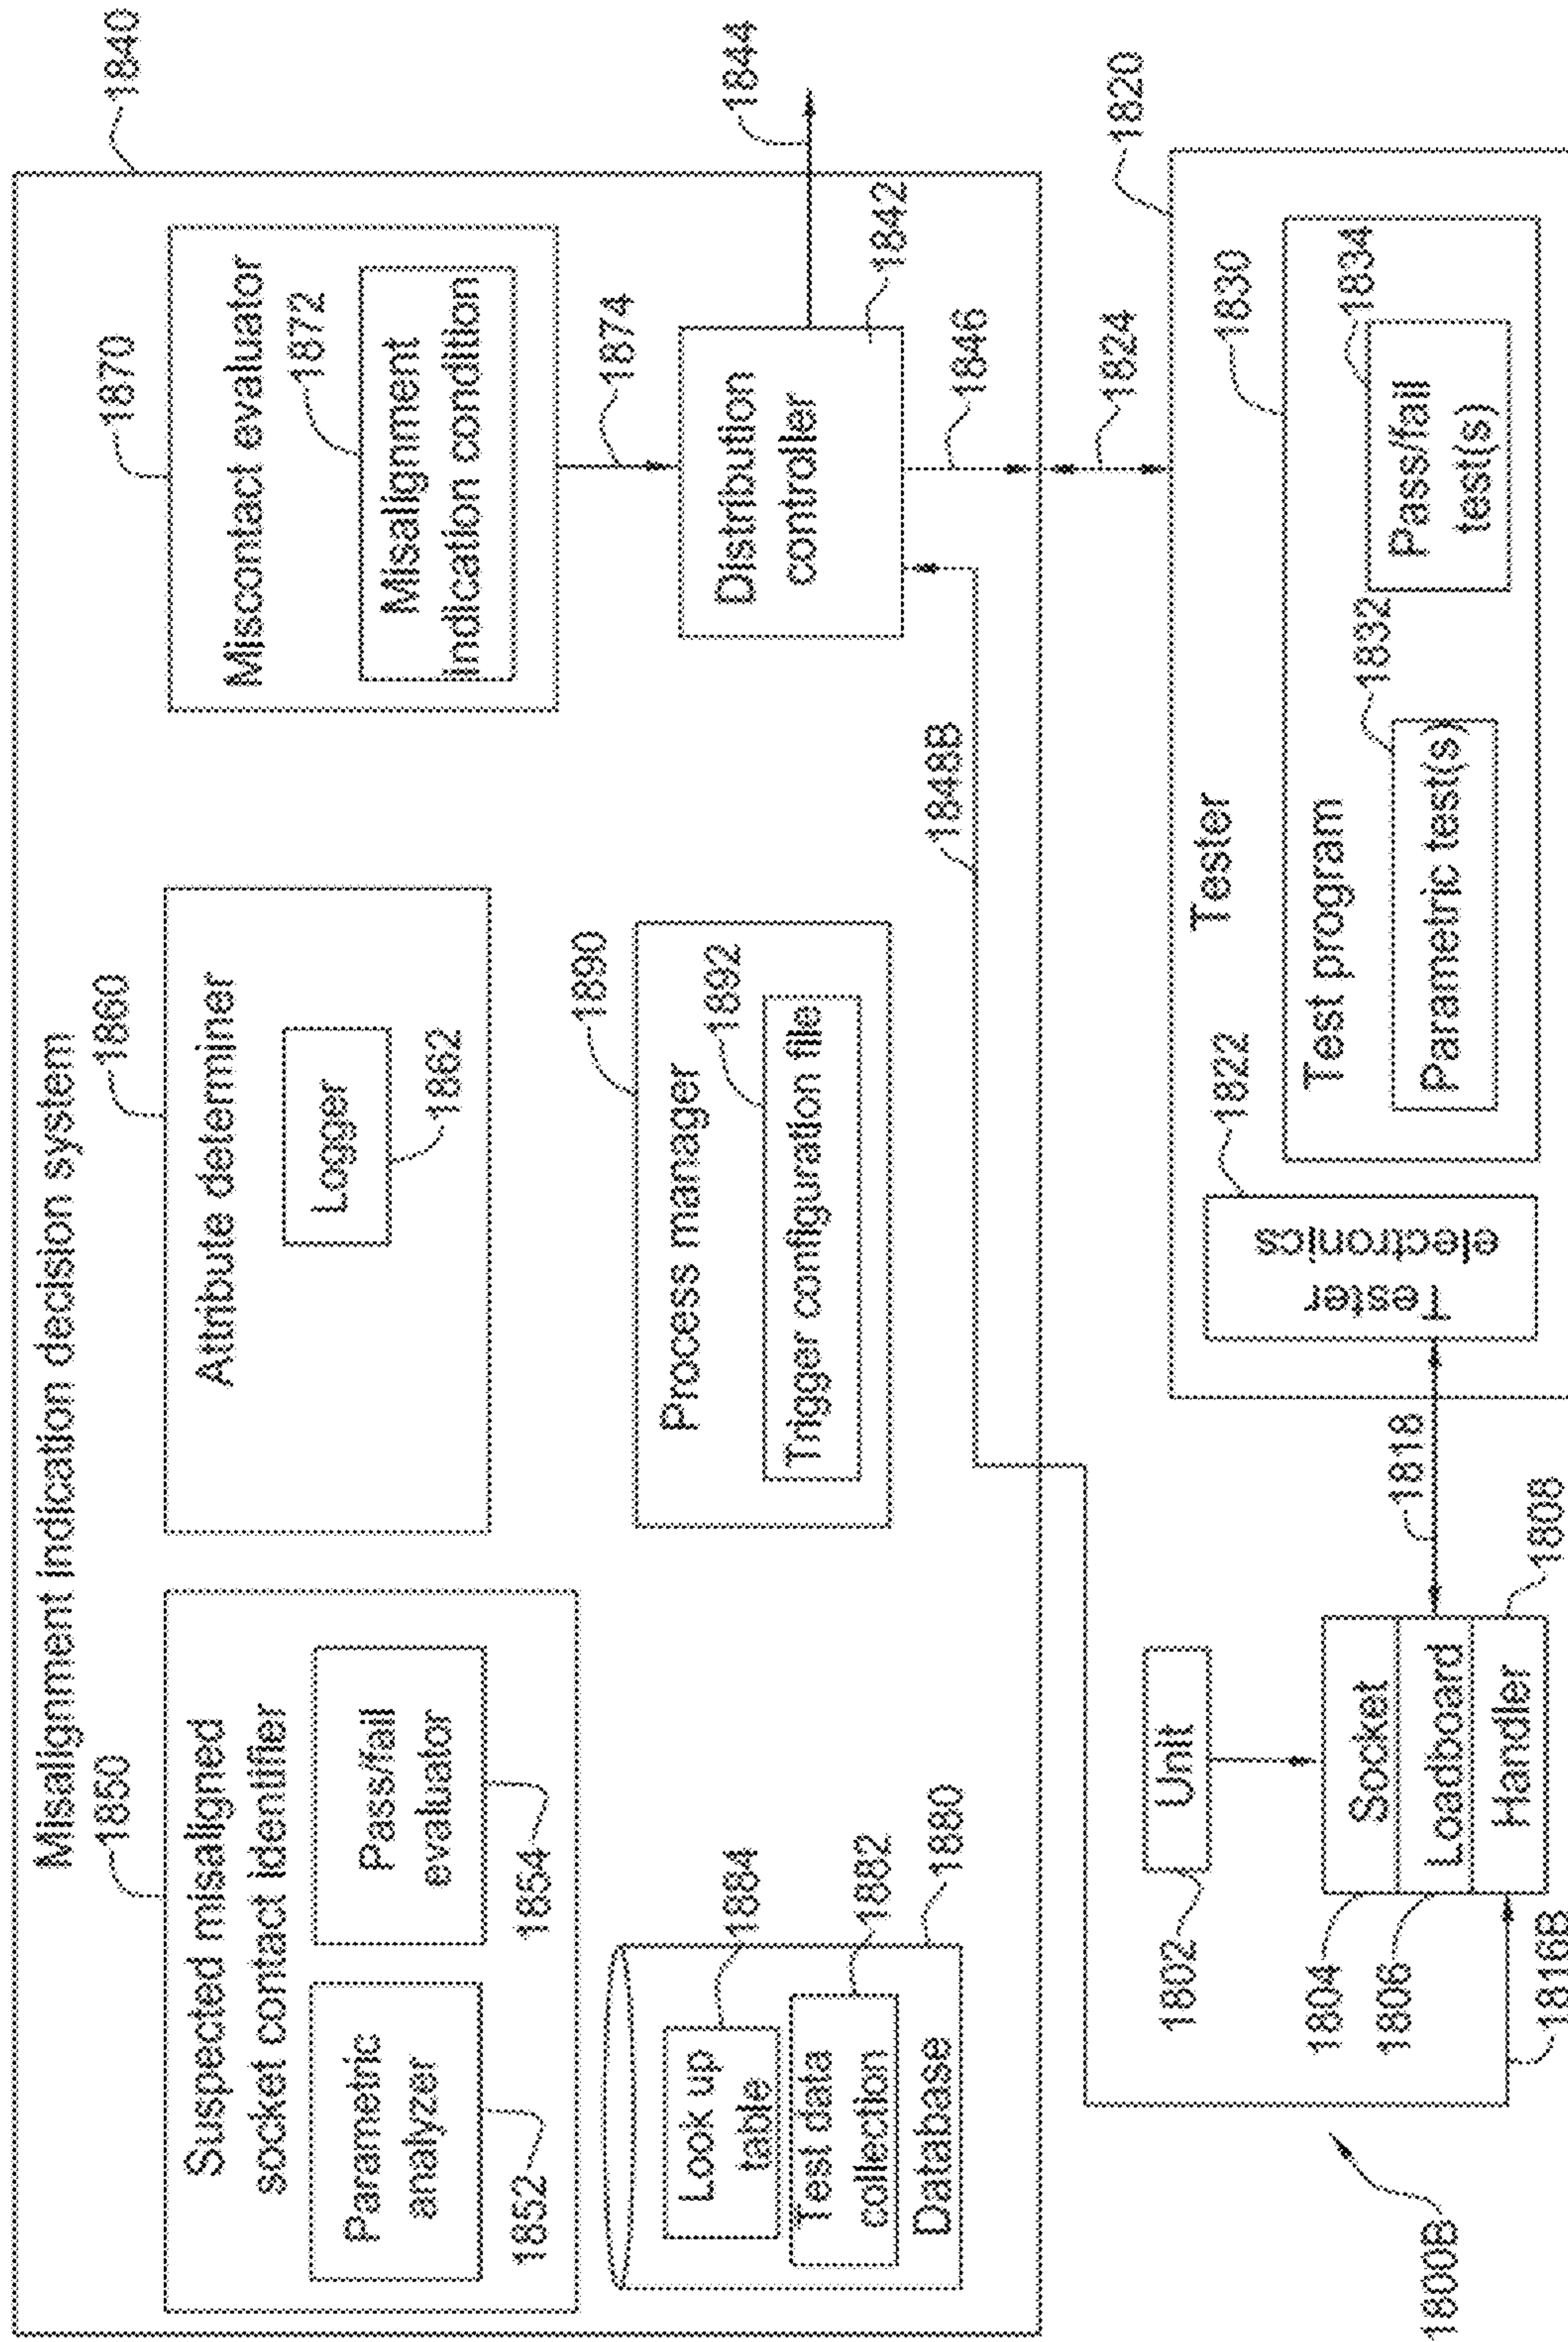 Misalignment indication decision system
1840
1850
Suspected misaligned
socket contact identifier
Parametric
analyzer
1852
Pass/fail
evaluator
1854
1860
Attribute determiner
Logger
1862
1870
Miscontact evaluator
1872
Misalignment
indication condition
1874
Look up
table
1884
Test data
collection
1882
Database
1880
1890
Process manager
1892
Trigger configuration file
Distribution
controller
1842
1844
1846
1848B
1824
1820
Unit
1802
Socket
1804
Loadboard
1806
Handler
1808
1816B
1818
Tester
1822
Tester
electronics
Test program
1830
Parametric test(s)
1832
Pass/fail
test(s)
1834
1800B